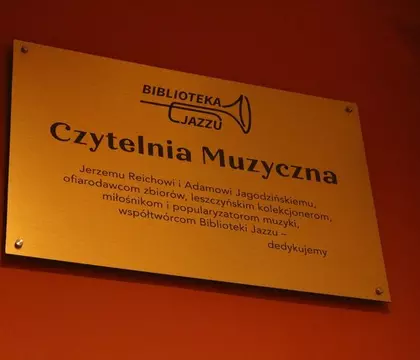 BIBLIOTEKA
JAZZU
Czytelnia Muzyczna
Jerzemu Reichowi i Adamowi Jagodzińskiemu,
ofiarodawcom zbiorów, leszczyńskim kolekcjonerom,
miłośnikom i popularyzatorom muzyki,
współtwórcom Biblioteki Jazzu –
dedykujemy